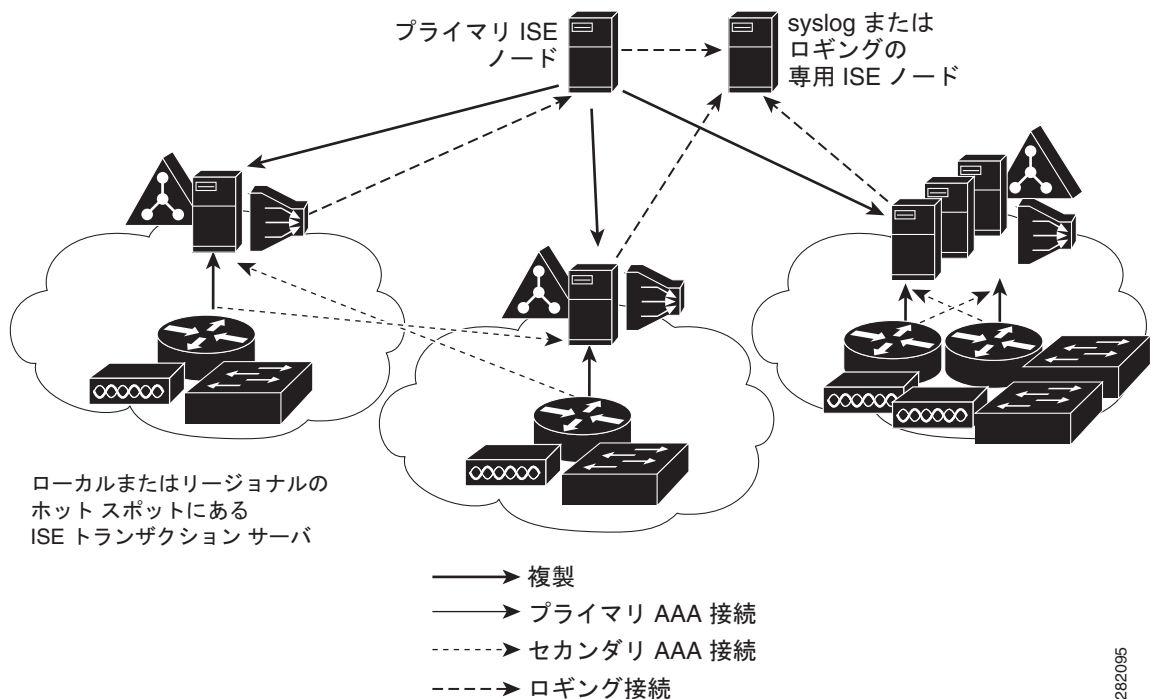 プライマリ ISE
ノード
syslog または
ロギングの
専用 ISE ノード
ローカルまたはリージョナルの
ホット スポットにある
ISE トランザクション サーバ
複製
プライマリ AAA 接続
セカンダリ AAA 接続
ロギング接続
282095